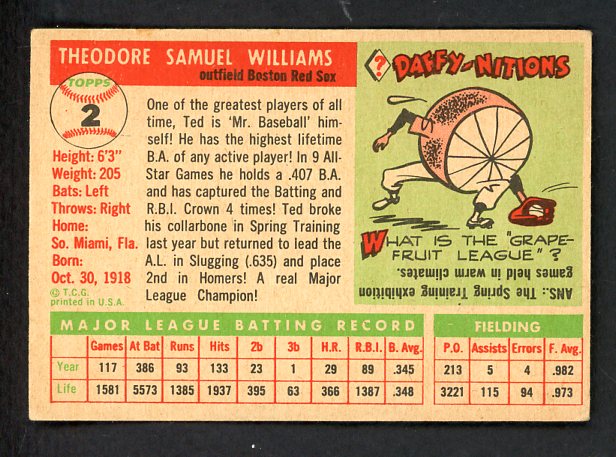 THEODORE SAMUEL WILLIAMS
outfield Boston Red Sox
TOPPS
2
Height: 6'3"
Weight: 205
Bats: Left
Throws: Right
Home:
So. Miami, Fla.
Born:
Oct. 30, 1918
© T.C.G.
printed in U.S.A.
One of the greatest players of all
time, Ted is 'Mr. Baseball' him-
self! He has the highest lifetime
B.A. of any active player! In 9 All-
Star Games he holds a .407 B.A.
and has captured the Batting and
R.B.I. Crown 4 times! Ted broke
his collarbone in Spring Training
last year but returned to lead the
A.L. in Slugging (.635) and place
2nd in Homers! A real Major
League Champion!
? DAFFY-NITIONS
WHAT IS THE "GRAPE-
FRUIT LEAGUE"?
ANS.: The Spring Training exhibition
games held in warm climates.
MAJOR LEAGUE BATTING RECORD
Games At Bat Runs Hits 2b 3b H.R. R.B.I. B. Avg.
Year 117 386 93 133 23 1 29 89 .345
Life 1581 5573 1385 1937 395 63 366 1387 .348
FIELDING
P.O. Assists Errors F. Avg.
213 5 4 .982
3221 115 94 .973